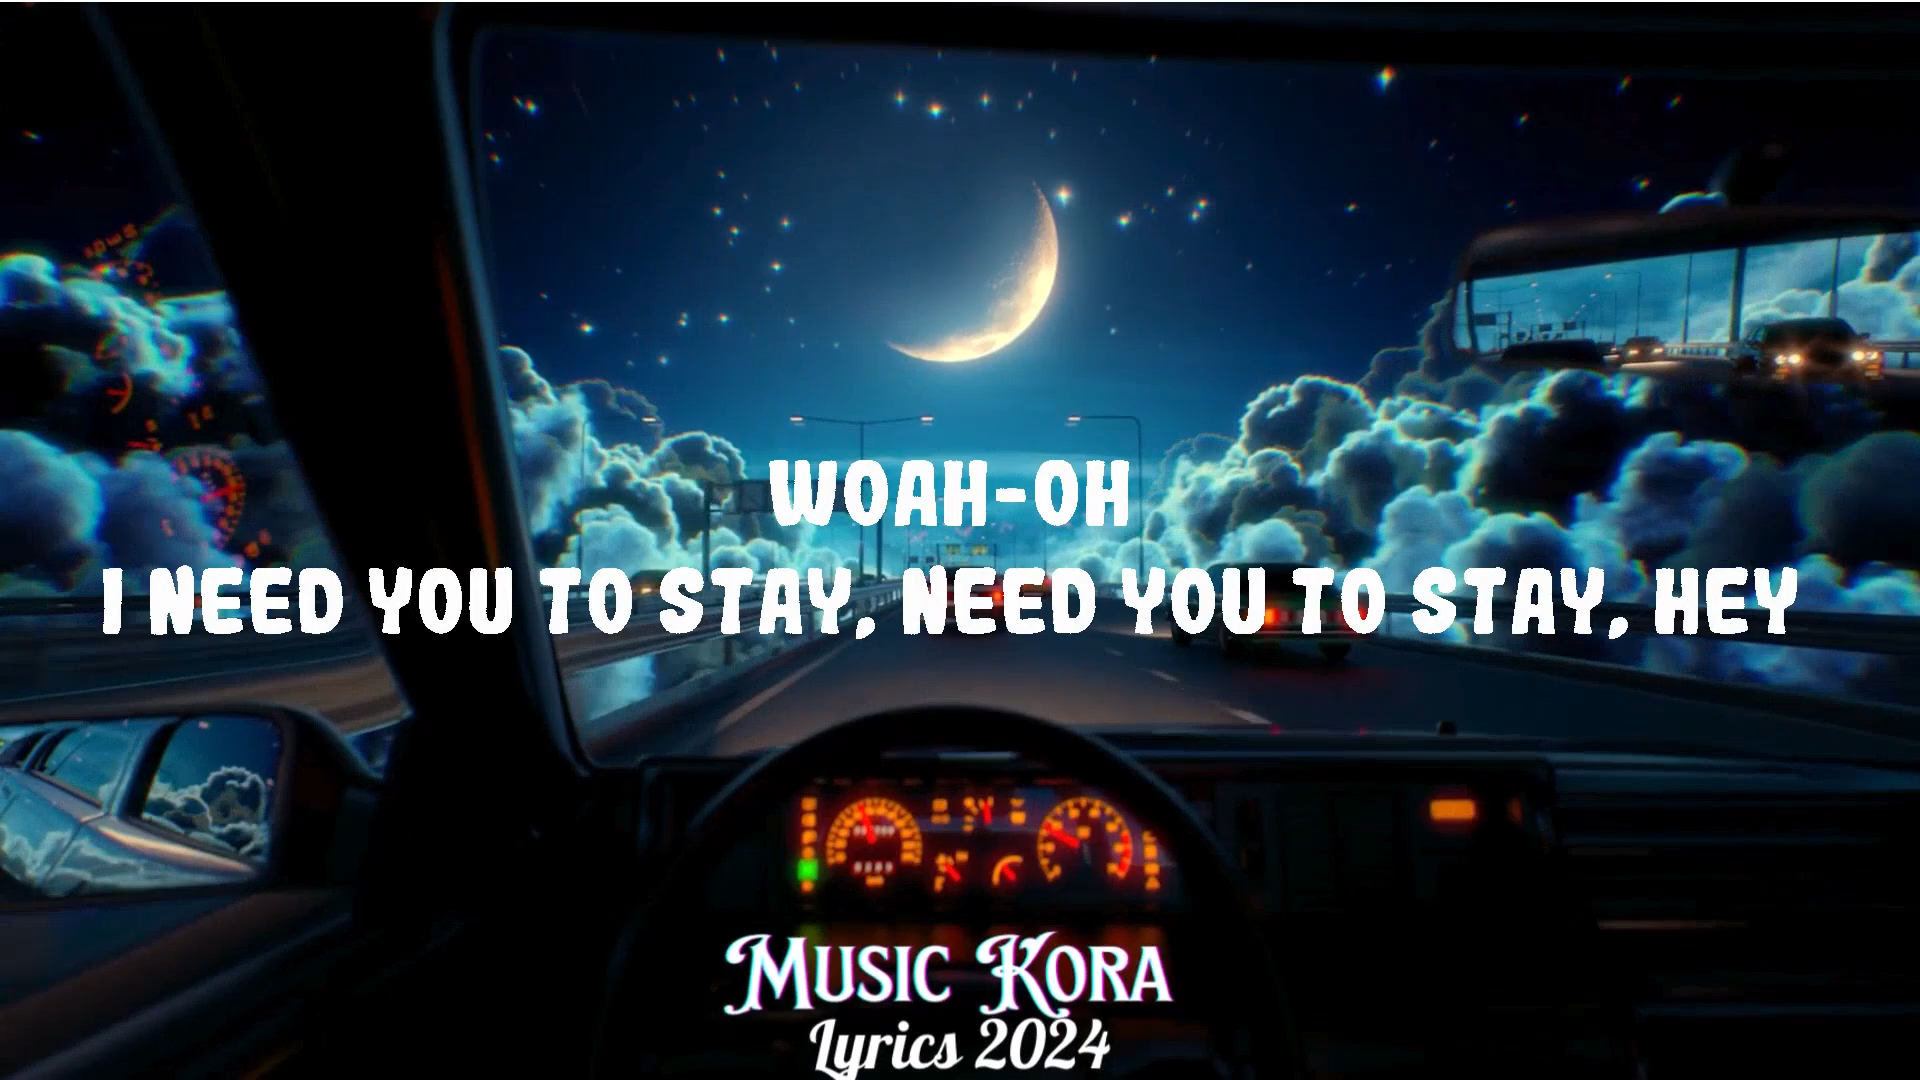 WOAH-OH
I NEED YOU TO STAY, NEED YOU TO STAY, HEY
MUSIC KORA
Lyrics 2024